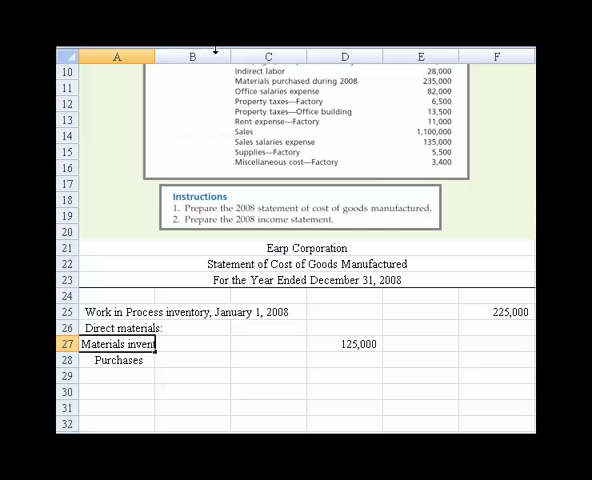 A B C D E F
10 Indirect labor 28,000
11 Materials purchased during 2008 235,000
Office salaries expense 82,000
12 Property taxes—Factory 6,500
Property taxes—Office building 13,500
13 Rent expense—Factory 11,000
14 Sales 1,100,000
Sales salaries expense 135,000
15 Supplies—Factory 5,500
16 Miscellaneous cost—Factory 3,400
17
18 Instructions
1. Prepare the 2008 statement of cost of goods manufactured.
19 2. Prepare the 2008 income statement.
20
21 Earp Corporation
22 Statement of Cost of Goods Manufactured
23 For the Year Ended December 31, 2008
24
25 Work in Process inventory, January 1, 2008 225,000
26 Direct materials:
27 Materials invent 125,000
28 Purchases
29
30
31
32